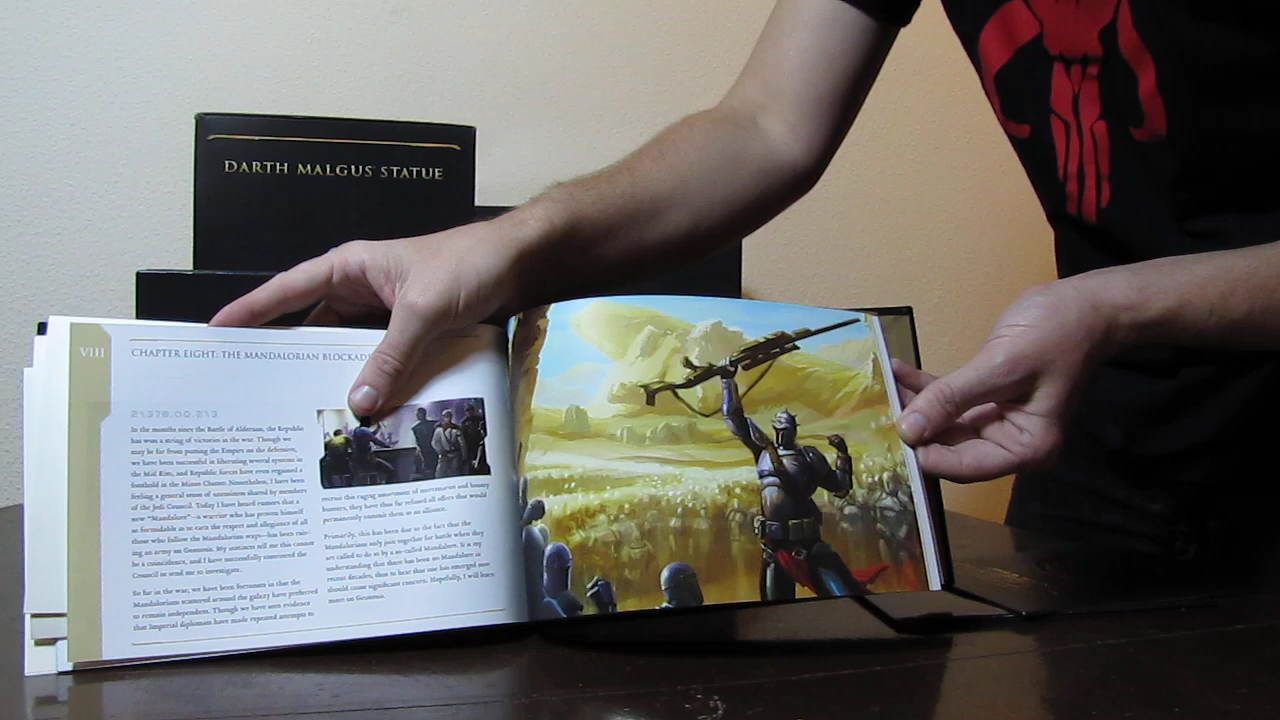 DARTH MALGUS STATUE
VIII
CHAPTER EIGHT: THE MANDALORIAN BLOCKADE
In the months since the Battle of Alderaan, the Republic
has won a string of victories in the war. Though we
may be far from putting the Empire on the defensive,
we have been successful in liberating several systems in
the Mid Rim, and Republic forces have even regained a
foothold in the Minos Cluster. Nonetheless, I have been
feeling a general sense of uneasiness shared by members
of the Jedi Council. Today I have heard rumors that a
new "Mandalore"—a warrior who has proven himself
so formidable as to earn the respect and allegiance of all
those who follow the Mandalorian ways—has been rais-
ing an army on Geonosis. My instincts tell me this cannot
be a coincidence, and I have successfully convinced the
Council to send me to investigate.
So far in the war, we have been fortunate in that the
Mandalorians scattered around the galaxy have preferred
to remain independent. Though we have seen evidence
that Imperial diplomats have made repeated attempts to
recruit this ragtag assortment of mercenaries and bounty
hunters, they have thus far refused all offers that would
permanently commit them to an alliance.
Primarily, this has been due to the fact that the
Mandalorians only join together for battle when they
are called to do so by a so-called Mandalore. It is my
understanding that there has been no Mandalore in
recent decades, thus to hear that one has emerged now
should cause significant concern. Hopefully, I will learn
more on Geonosis.